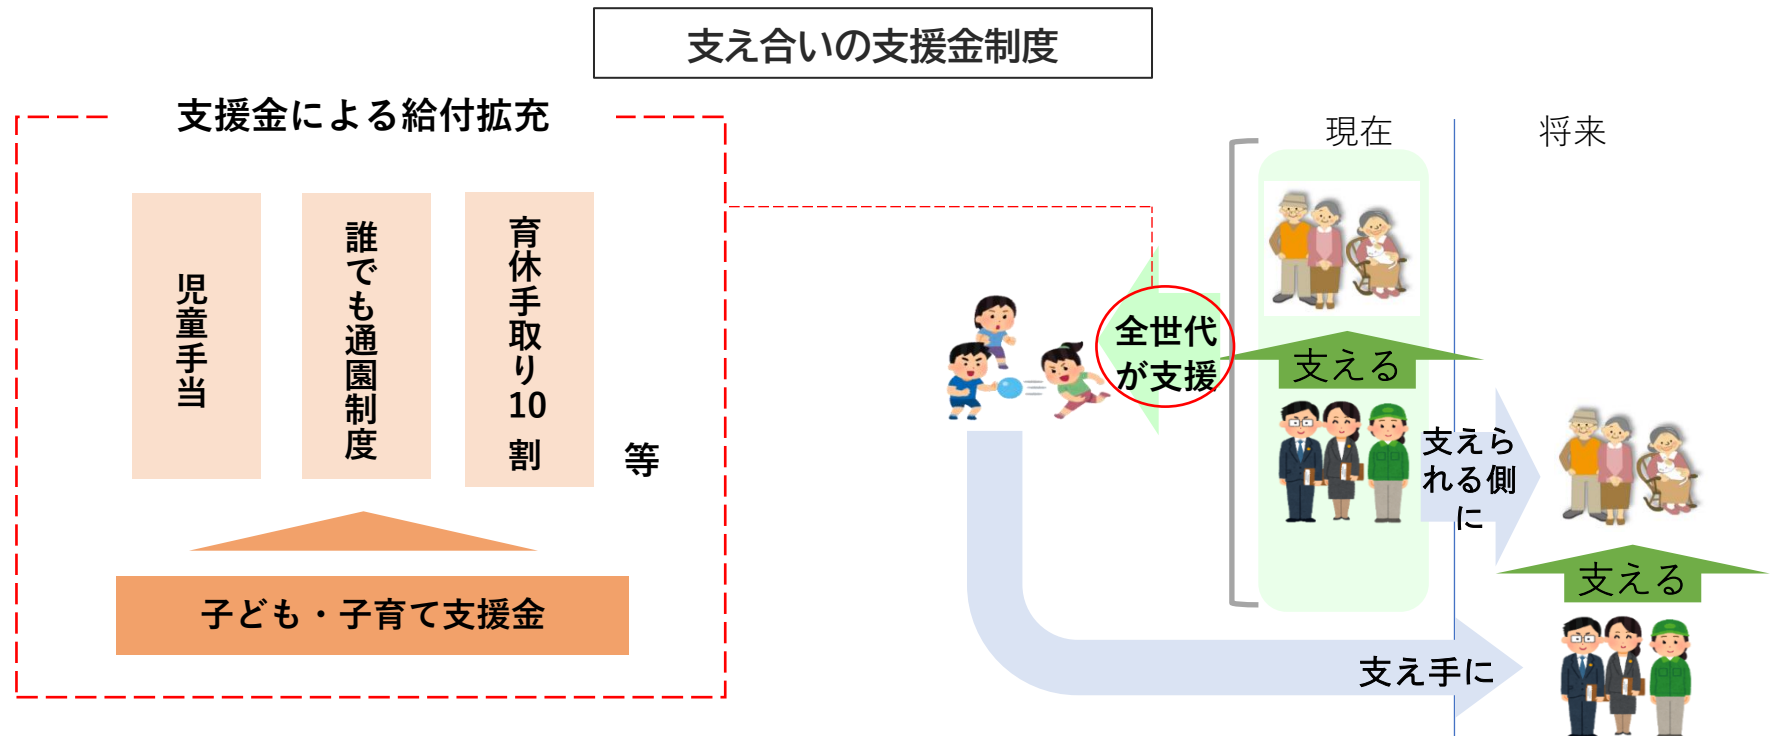 支え合いの支援金制度
支援金による給付拡充
児童手当
誰でも通園制度
育休手取り10割
等
子ども・子育て支援金
現在
将来
全世代
が支援
支える
支えら
れる側
に
支える
支え手に